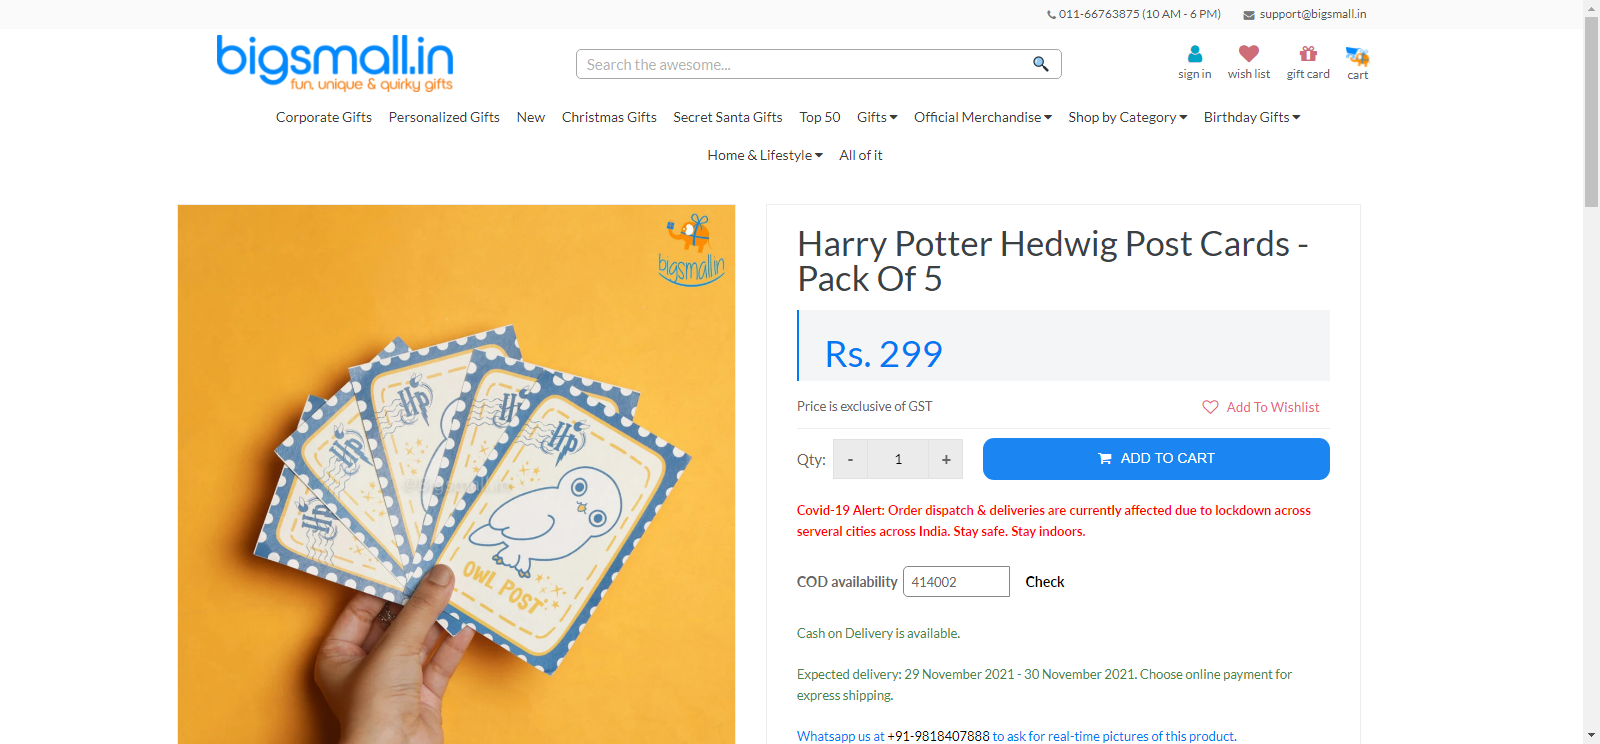 011-66763875 (10 AM - 6 PM) support@bigsmall.in
bigsmall.in
fun, unique & quirky gifts
Search the awesome...
sign in wish list gift card cart
Corporate Gifts Personalized Gifts New Christmas Gifts Secret Santa Gifts Top 50 Gifts Official Merchandise Shop by Category Birthday Gifts
Home & Lifestyle All of it
bigsmall.in
HP
HP
HP
HP
HP
OWL POST
Harry Potter Hedwig Post Cards -
Pack Of 5
Rs. 299
Price is exclusive of GST Add To Wishlist
Qty: - 1 + ADD TO CART
Covid-19 Alert: Order dispatch & deliveries are currently affected due to lockdown across
serveral cities across India. Stay safe. Stay indoors.
COD availability 414002 Check
Cash on Delivery is available.
Expected delivery: 29 November 2021 - 30 November 2021. Choose online payment for
express shipping.
Whatsapp us at +91-9818407888 to ask for real-time pictures of this product.